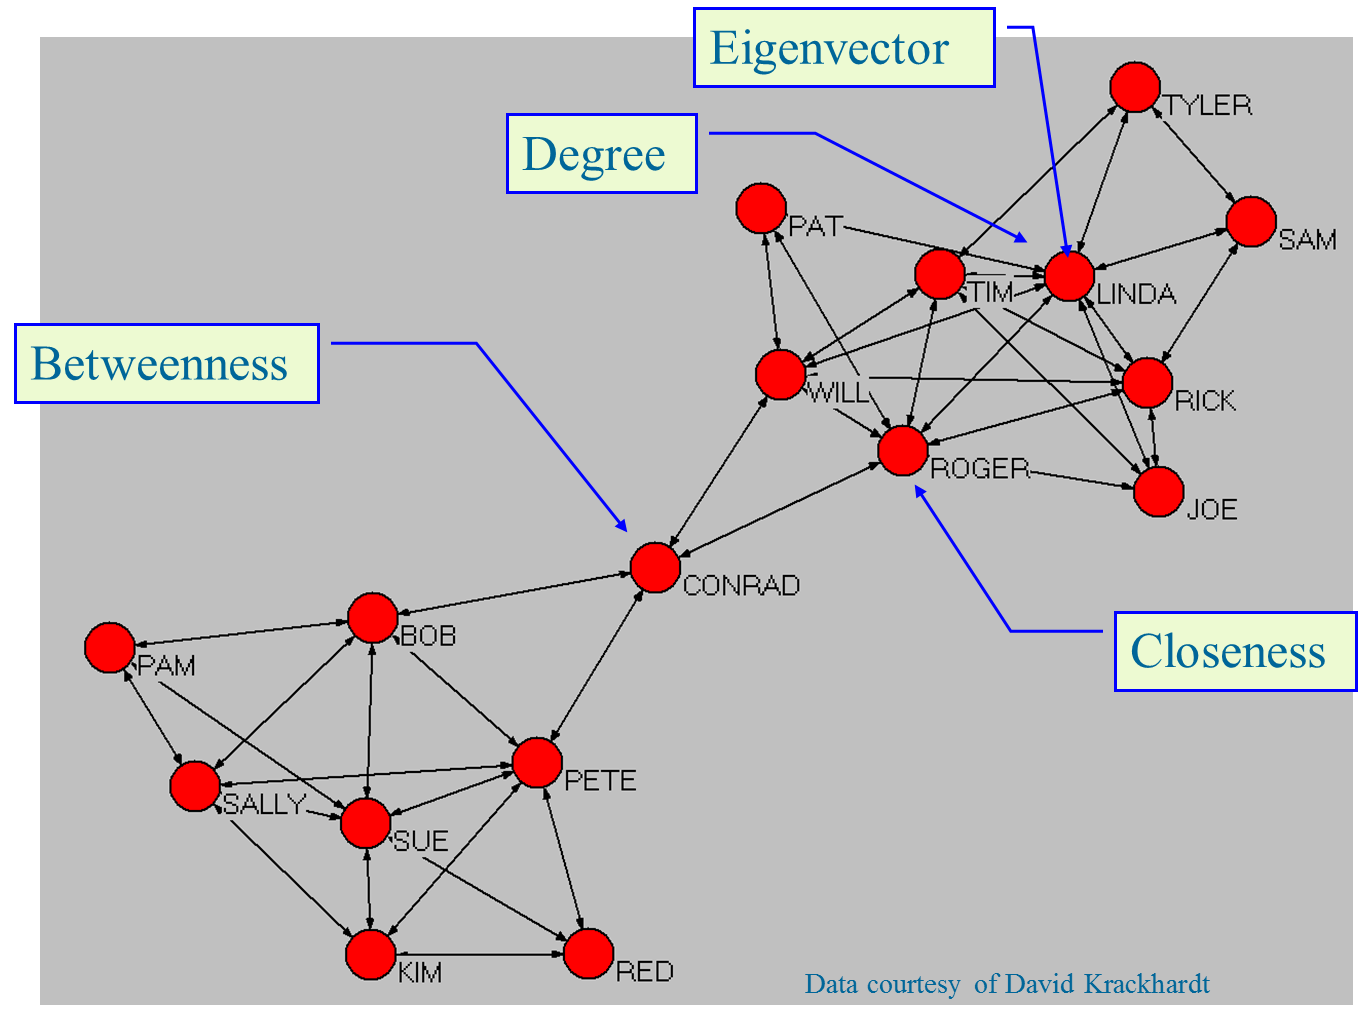 Eigenvector
TYLER
Degree
PAT
SAM
TIM
LINDA
Betweenness
WILL
RICK
ROGER
JOE
CONRAD
BOB
PAM
Closeness
PETE
SALLY
SUE
KIM
RED
Data courtesy of David Krackhardt